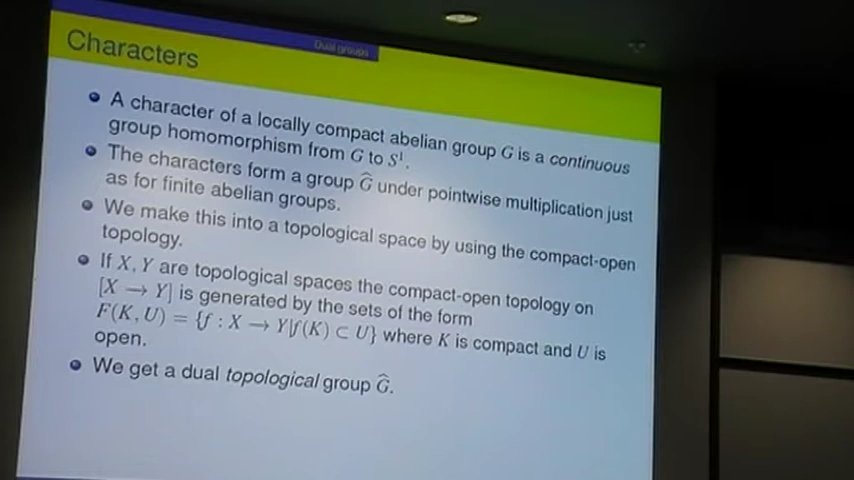 Dual groups
Characters
A character of a locally compact abelian group G is a continuous
group homomorphism from G to S¹.
The characters form a group Ĝ under pointwise multiplication just
as for finite abelian groups.
We make this into a topological space by using the compact-open
topology.
If X, Y are topological spaces the compact-open topology on
[X → Y] is generated by the sets of the form
F(K, U) = {f : X → Y|f(K) ⊂ U} where K is compact and U is
open.
We get a dual topological group Ĝ.